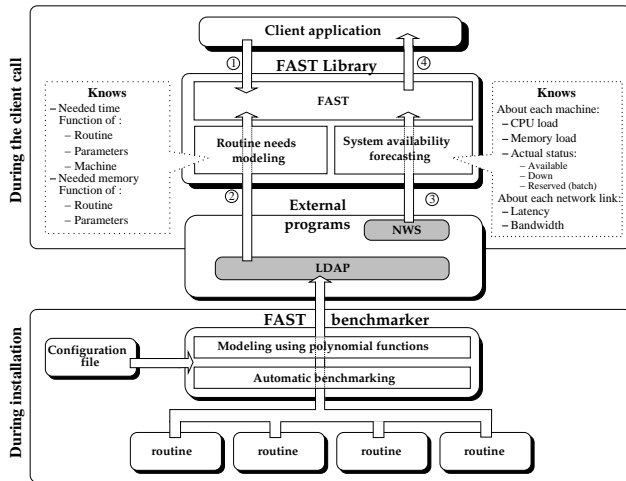 During the client call
Client application
①
④
FAST Library
FAST
Routine needs
modeling
System availability
forecasting
Knows
– Needed time
Function of :
– Routine
– Parameters
– Machine
– Needed memory
Function of :
– Routine
– Parameters
Knows
About each machine:
– CPU load
– Memory load
– Actual status:
– Available
– Down
– Reserved (batch)
About each network link:
– Latency
– Bandwidth
②
③
External
programs
NWS
LDAP
During installation
FAST benchmarker
Configuration
file
Modeling using polynomial functions
Automatic benchmarking
routine
routine
routine
routine